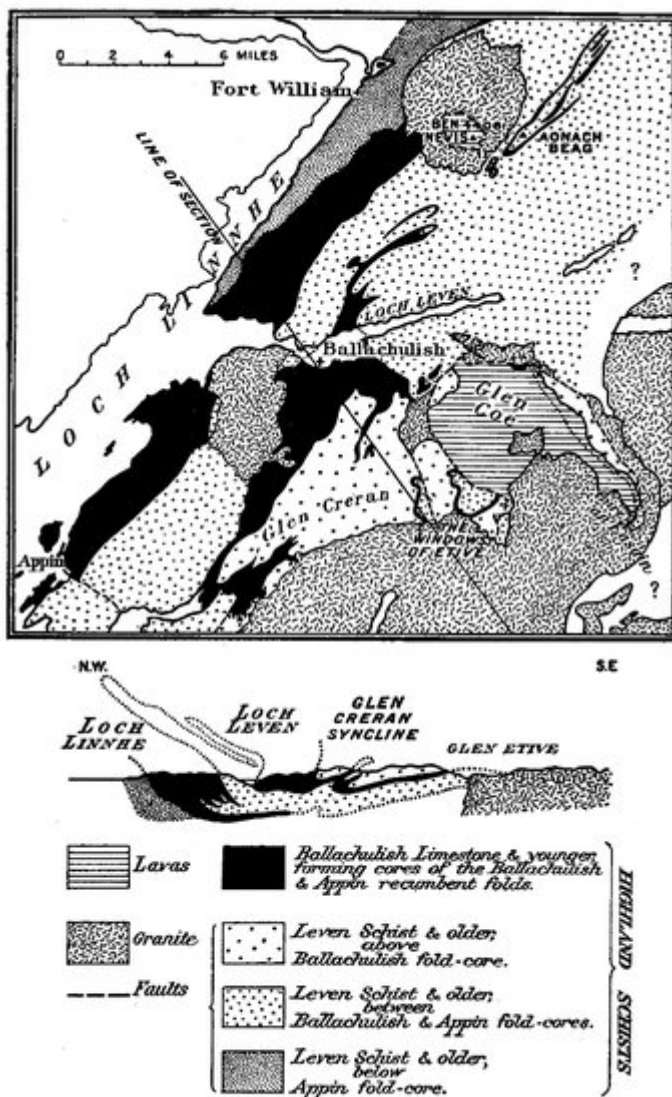 0 2 4 6 MILES
Fort William
BEN
NEVIS
AONACH
BEAG
LINE OF SECTION
LOCH LINNHE
?
LOCH LEVEN
Ballachulish
Glen
Coe
Glen Creran
WINDOWS
OF ETIVE
Appin
?
N.W.
S.E
LOCH
LINNHE
LOCH
LEVEN
GLEN
CRERAN
SYNCLINE
GLEN ETIVE
Lavas
Ballachulish Limestone & younger,
forming cores of the Ballachulish
& Appin recumbent folds.
Granite
Leven Schist & older,
above
Ballachulish fold-core.
Faults
Leven Schist & older,
between
Ballachulish & Appin fold-cores.
Leven Schist & older,
below
Appin fold-core.
HIGHLAND SCHISTS